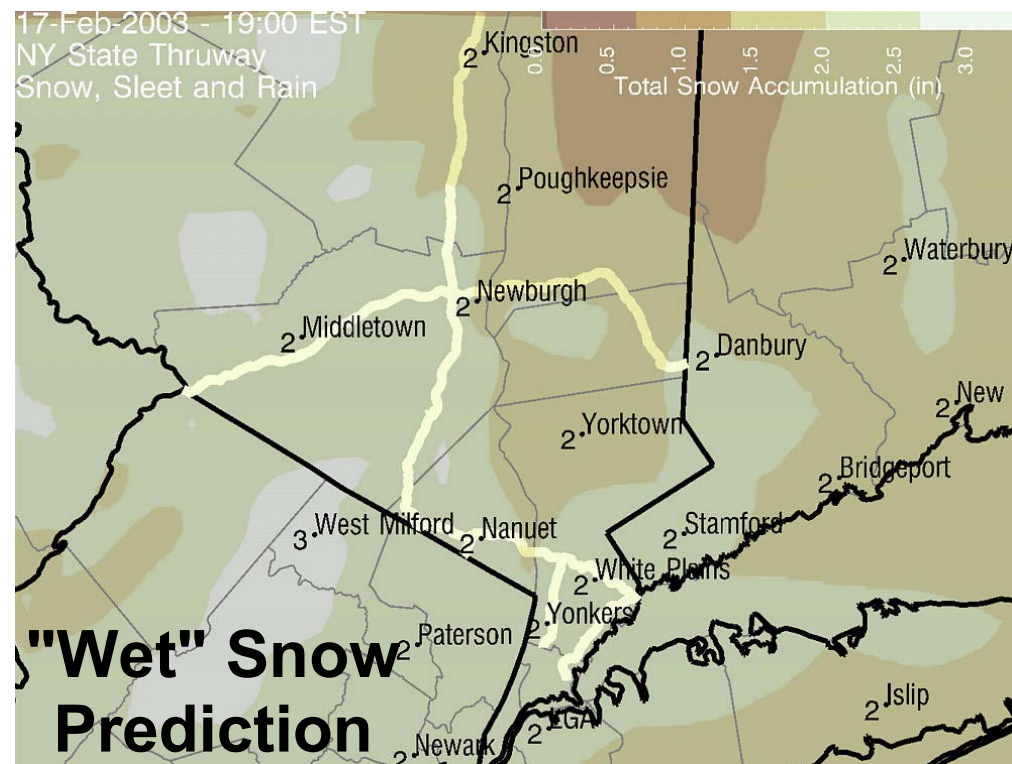 17-Feb-2003 - 19:00 EST
NY State Thruway
Snow, Sleet and Rain
0.0 0.5 1.0 1.5 2.0 2.5 3.0
Total Snow Accumulation (in)
2 Kingston
2 Poughkeepsie
2 Waterbury
2 Newburgh
2 Middletown
2 Danbury
2 New
2 Yorktown
2 Bridgeport
3 West Milford
2 Nanuet
2 Stamford
2 White Plains
2 Yonkers
2 Paterson
"Wet" Snow
Prediction
2 Islip
2 LGA
2 Newark